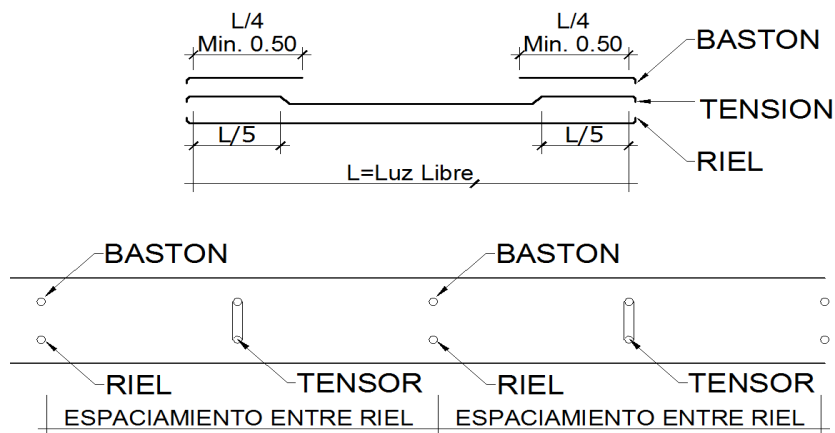 L/4
Min. 0.50
L/4
Min. 0.50
BASTON
TENSION
L/5
L/5
RIEL
L=Luz Libre
BASTON
BASTON
RIEL
TENSOR
RIEL
TENSOR
ESPACIAMIENTO ENTRE RIEL
ESPACIAMIENTO ENTRE RIEL